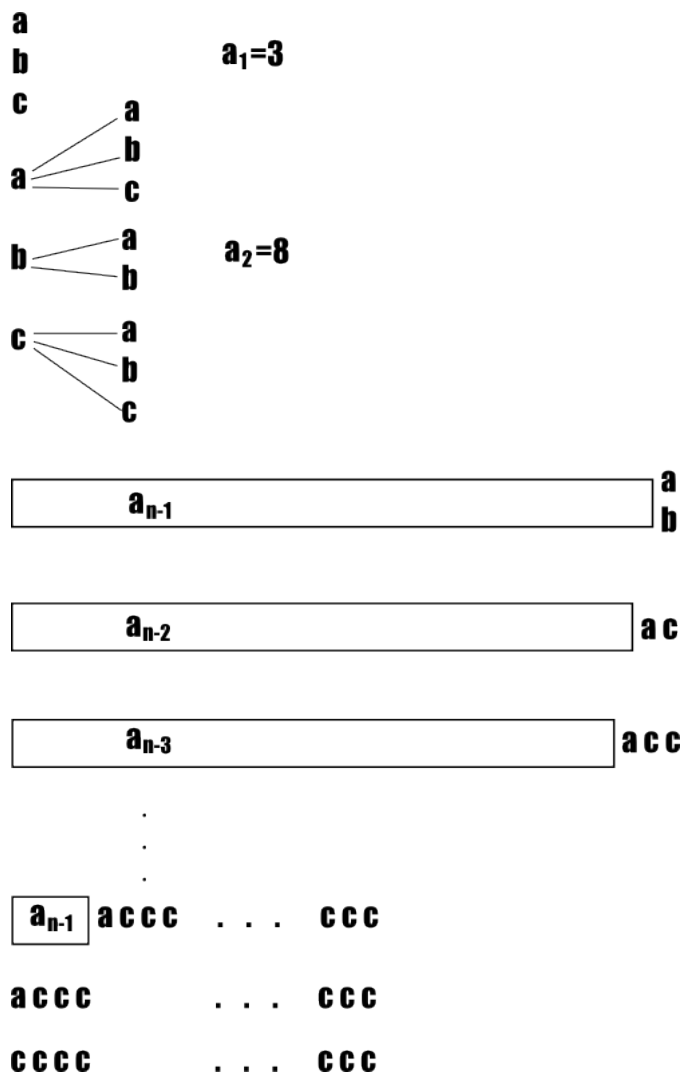 a
b a₁=3
c
a
b
a
c
a
b a₂=8
b
a
c
b
c
aₙ₋₁ a
b
aₙ₋₂ a c
aₙ₋₃ a c c
.
.
.
aₙ₋₁ a c c c . . . c c c
a c c c . . . c c c
c c c c . . . c c c